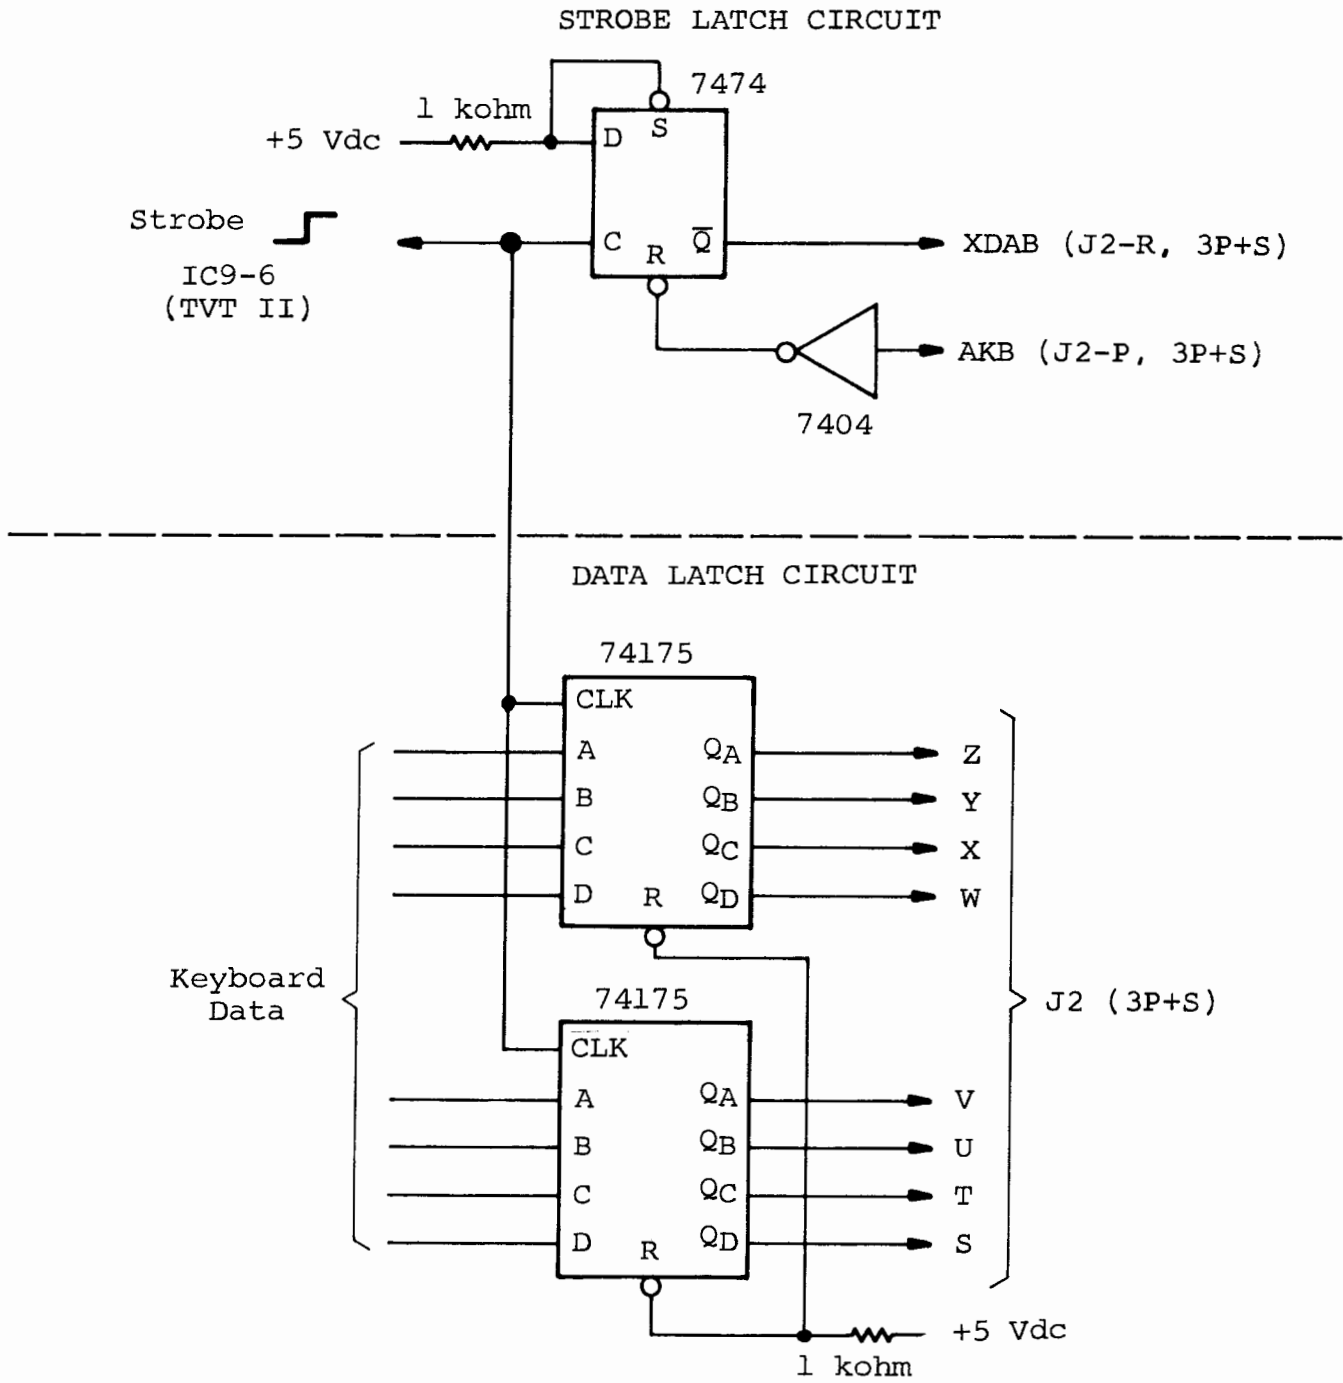 STROBE LATCH CIRCUIT
7474
1 kohm
+5 Vdc
D
S
Strobe
C
R
Q̅
XDAB (J2-R, 3P+S)
IC9-6
(TVT II)
AKB (J2-P, 3P+S)
7404
DATA LATCH CIRCUIT
74175
CLK
A
QA
Z
B
QB
Y
C
QC
X
D
R
QD
W
Keyboard
Data
74175
J2 (3P+S)
CLK
A
QA
V
B
QB
U
C
QC
T
D
R
QD
S
+5 Vdc
1 kohm